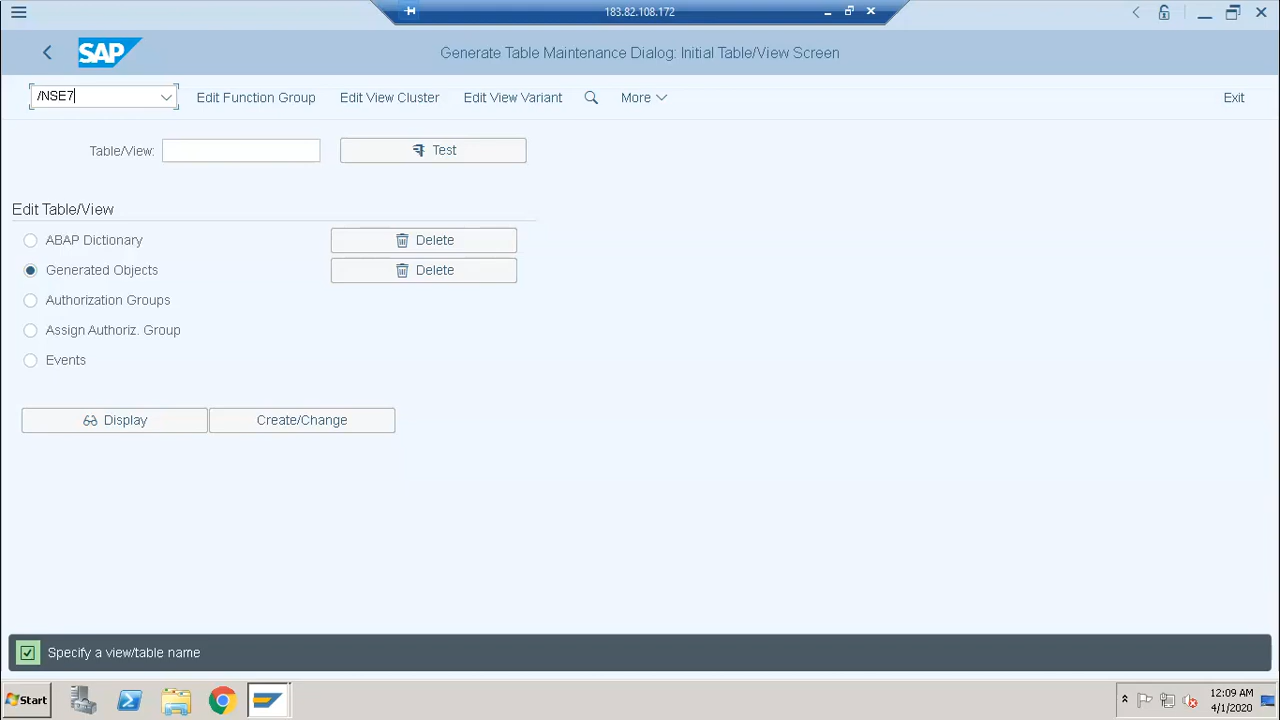 183.82.108.172
SAP
Generate Table Maintenance Dialog: Initial Table/View Screen
/NSE7
Edit Function Group
Edit View Cluster
Edit View Variant
More
Exit
Table/View:
Test
Edit Table/View
ABAP Dictionary
Delete
Generated Objects
Delete
Authorization Groups
Assign Authoriz. Group
Events
Display
Create/Change
Specify a view/table name
Start
12:09 AM
4/1/2020